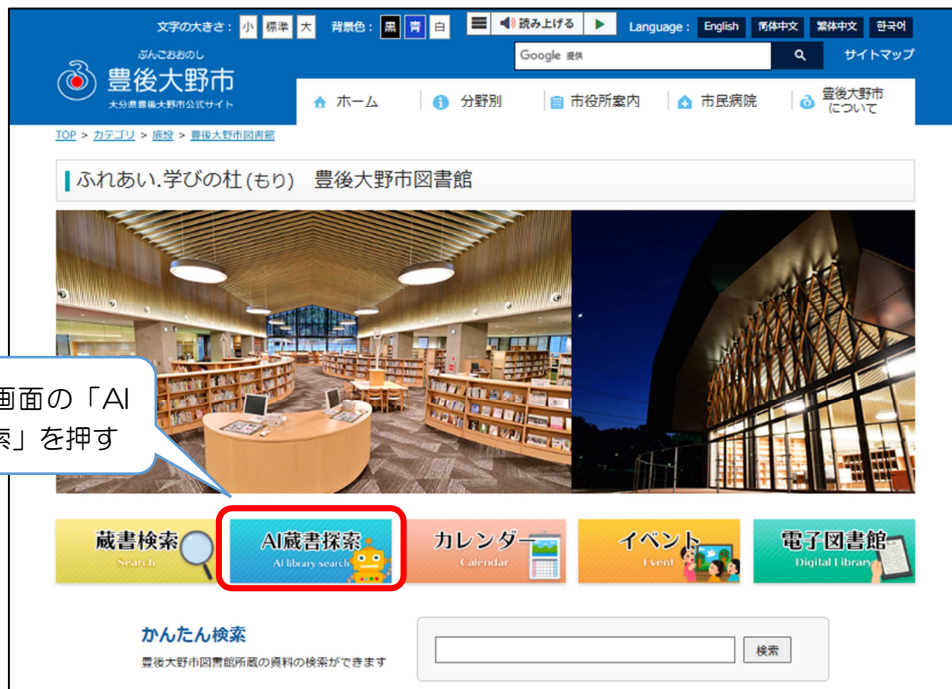 文字の大きさ： 小 標準 大 背景色： 黒 青 白 読み上げる Language： English 简体中文 繁体中文 한국어
Google 提供 サイトマップ
ぶんごおおのし
豊後大野市
大分県豊後大野市公式サイト
ホーム 分野別 市役所案内 市民病院 豊後大野市
について
TOP > カテゴリ > 施設 > 豊後大野市図書館
ふれあい.学びの杜(もり) 豊後大野市図書館
画面の「AI
索」を押す
蔵書検索 AI蔵書探索 カレンダー イベント 電子図書館
Search AI library search Calendar Event Digital Library
かんたん検索
豊後大野市図書館所蔵の資料の検索ができます
検索